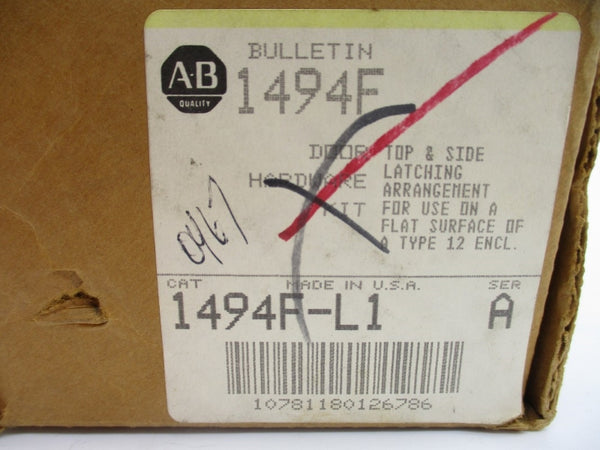 A-B
QUALITY
BULLETIN
1494F
DOOR
HARDWARE
KIT
TOP & SIDE
LATCHING
ARRANGEMENT
FOR USE ON A
FLAT SURFACE OF
A TYPE 12 ENCL.
CAT
MADE IN U.S.A.
SER
1494F-L1
A
10781180126786